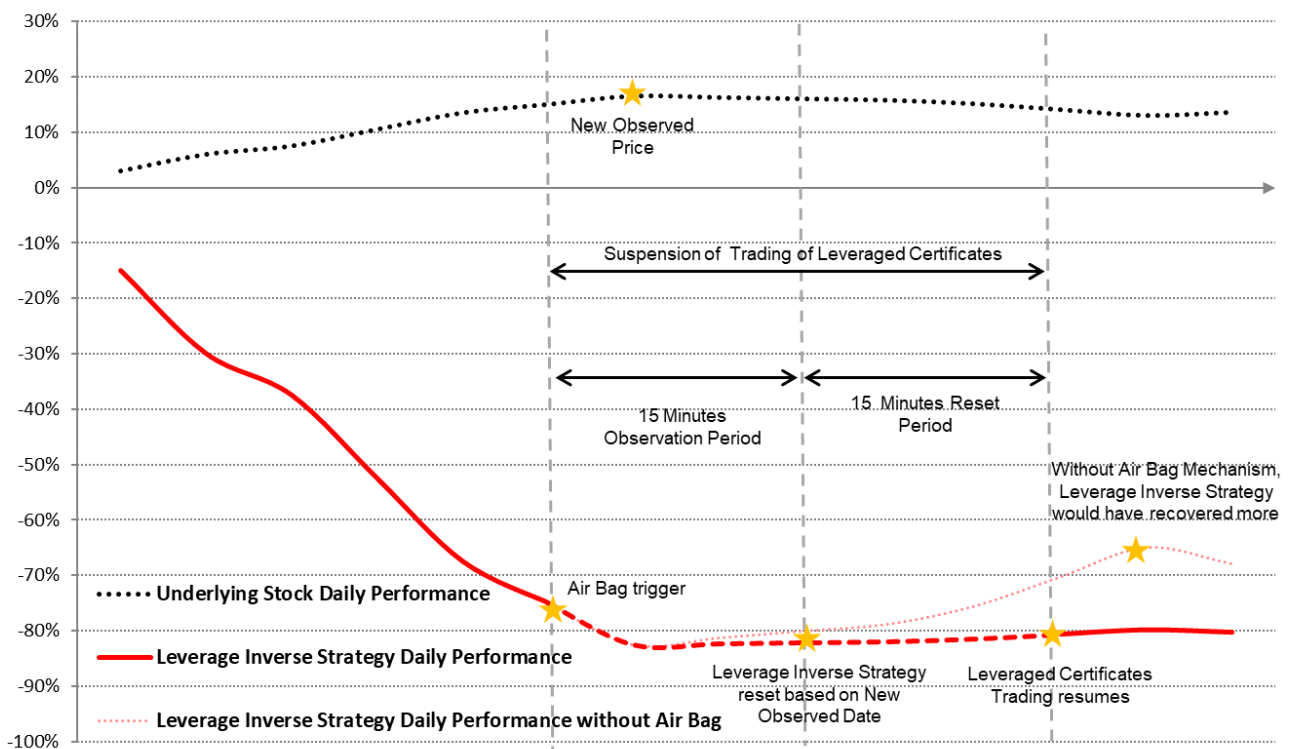 30%
20%
10%
0%
-10%
-20%
-30%
-40%
-50%
-60%
-70%
-80%
-90%
-100%
New Observed
Price
Suspension of Trading of Leveraged Certificates
15 Minutes
Observation Period
15 Minutes Reset
Period
Without Air Bag Mechanism,
Leverage Inverse Strategy
would have recovered more
Air Bag trigger
Underlying Stock Daily Performance
Leverage Inverse Strategy Daily Performance
Leverage Inverse Strategy Daily Performance without Air Bag
Leverage Inverse Strategy
reset based on New
Observed Date
Leveraged Certificates
Trading resumes